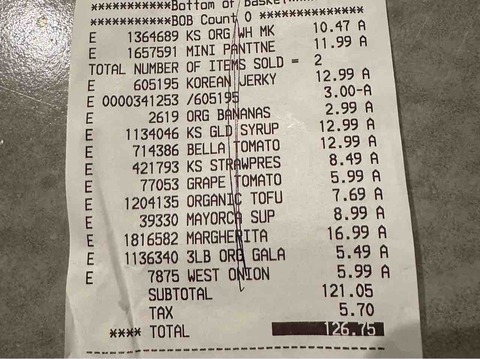 ***********Bottom of Basket***********
***********BOB Count 0 ***********
E 1364689 KS ORG WH MK 10.47 A
E 1657591 MINI PANTTNE 11.99 A
TOTAL NUMBER OF ITEMS SOLD = 2
E 605195 KOREAN JERKY 12.99 A
E 0000341253 /605195 3.00-A
E 2619 ORG BANANAS 2.99 A
E 1134046 KS GLD SYRUP 12.99 A
E 714386 BELLA TOMATO 12.99 A
E 421793 KS STRAWPRES 8.49 A
E 77053 GRAPE TOMATO 5.99 A
E 1204135 ORGANIC TOFU 7.69 A
E 39330 MAYORCA SUP 8.99 A
E 1816582 MARGHERITA 16.99 A
E 1136340 3LB ORG GALA 5.49 A
E 7875 WEST ONION 5.99 A
SUBTOTAL 121.05
TAX 5.70
**** TOTAL 126.75